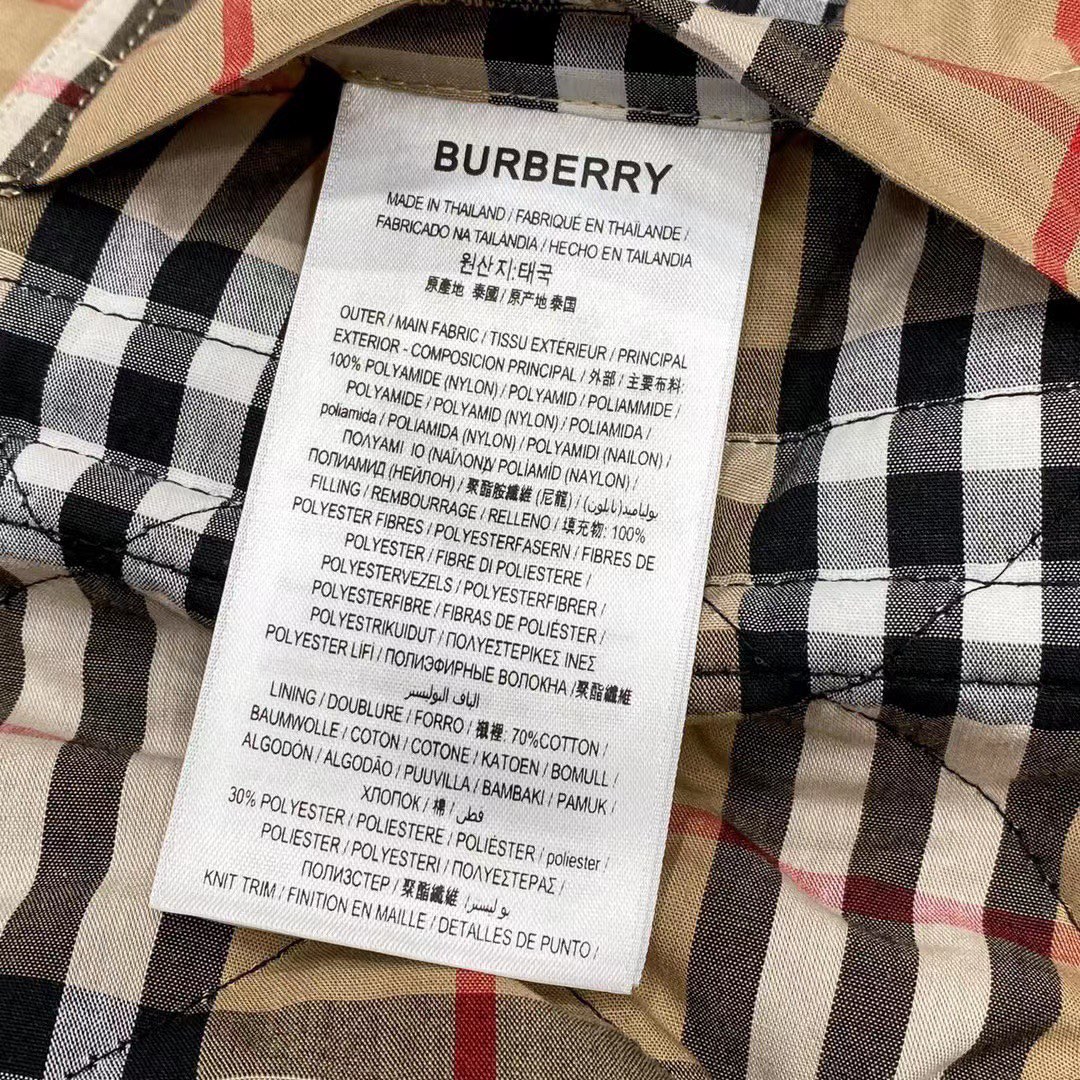 BURBERRY
MADE IN THAILAND / FABRIQUÉ EN THAÏLANDE /
FABRICADO NA TAILANDIA / HECHO EN TAILANDIA
원산지:태국
原產地 泰國 / 原产地 泰国
OUTER / MAIN FABRIC / TISSU EXTÉRIEUR / PRINCIPAL
EXTERIOR - COMPOSICION PRINCIPAL / 外部 / 主要布料:
100% POLYAMIDE (NYLON) / POLYAMID / POLIAMMIDE /
POLYAMIDE / POLYAMID (NYLON) / POLIAMIDA /
poliamida / POLIAMIDA (NYLON) / POLYAMIDI (NAILON) /
ΠΟΛΥΑΜΙ ΙΟ (ΝΑΪΛΟΝ)/ POLİAMİD (NAYLON) /
ПОЛИАМИД (НЕЙЛОН) / 聚酯胺纖維 (尼龍) / بوليامد(نايلون) /
FILLING / REMBOURRAGE / RELLENO / 填充物: 100%
POLYESTER FIBRES / POLYESTERFASERN / FIBRES DE
POLYESTER / FIBRE DI POLIESTERE /
POLYESTERVEZELS / POLYESTERFIBRER /
POLYESTERFIBRE / FIBRAS DE POLIÉSTER /
POLYESTRIKUIDUT / ΠΟΛΥΕΣΤΕΡΙΚΕΣ ΙΝΕΣ
POLYESTER LİFİ / ПОЛИЭФИРНЫЕ ВОЛОКНА / 聚酯纖維
الياف البوليستر
LINING / DOUBLURE / FORRO / 襯裡: 70%COTTON /
BAUMWOLLE / COTON / COTONE / KATOEN / BOMULL /
ALGODÓN / ALGODÃO / PUUVILLA / BAMBAKI / PAMUK /
ХЛОПОК / 棉 / قطن /
30% POLYESTER / POLIESTERE / POLIÉSTER / poliester /
POLIESTER / POLYESTERI / ΠΟΛΥΕΣΤΕΡΑΣ /
ПОЛИЭСТЕР / 聚酯纖維 / بوليستر /
KNIT TRIM / FINITION EN MAILLE / DETALLES DE PUNTO /